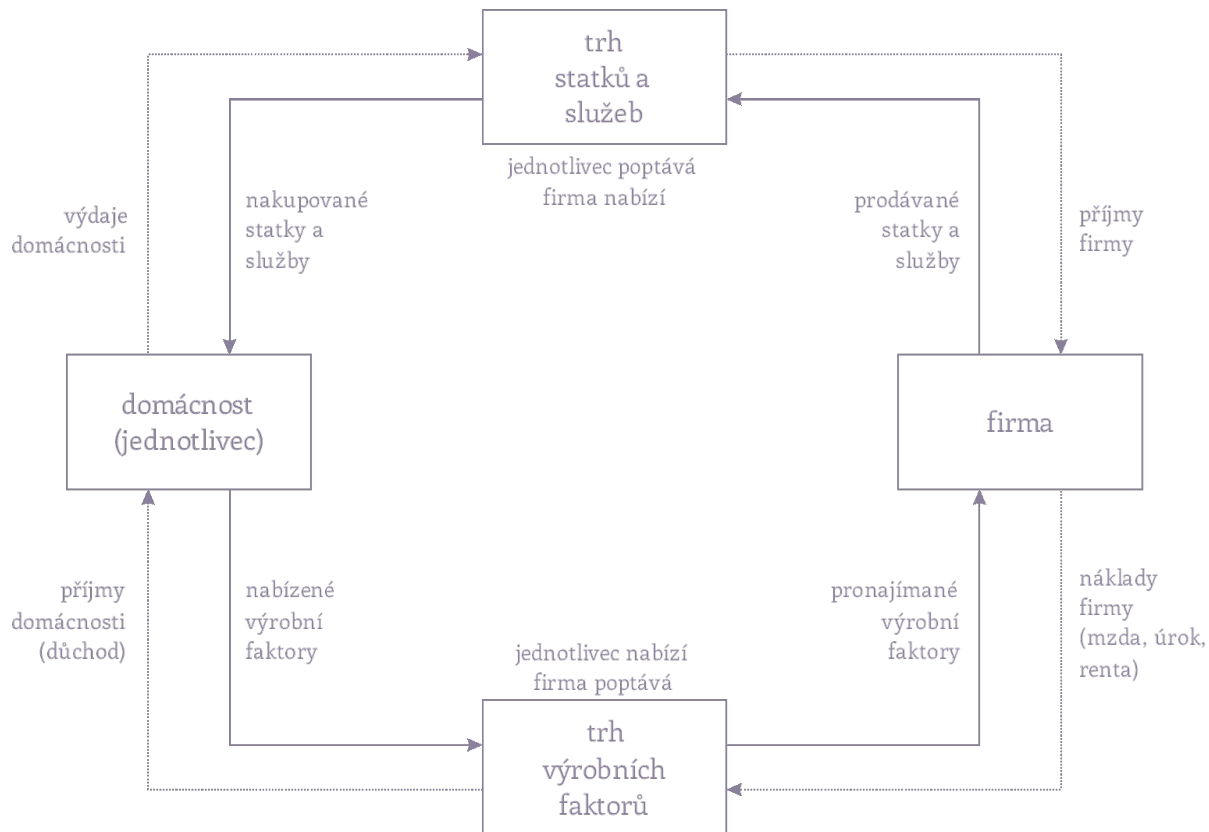 trh
statků a
služeb
jednotlivec poptává
firma nabízí
výdaje
domácnosti
nakupované
statky a
služby
prodávané
statky a
služby
příjmy
firmy
domácnost
(jednotlivec)
firma
příjmy
domácnosti
(důchod)
nabízené
výrobní
faktory
pronajímané
výrobní
faktory
náklady
firmy
(mzda, úrok,
renta)
jednotlivec nabízí
firma poptává
trh
výrobních
faktorů